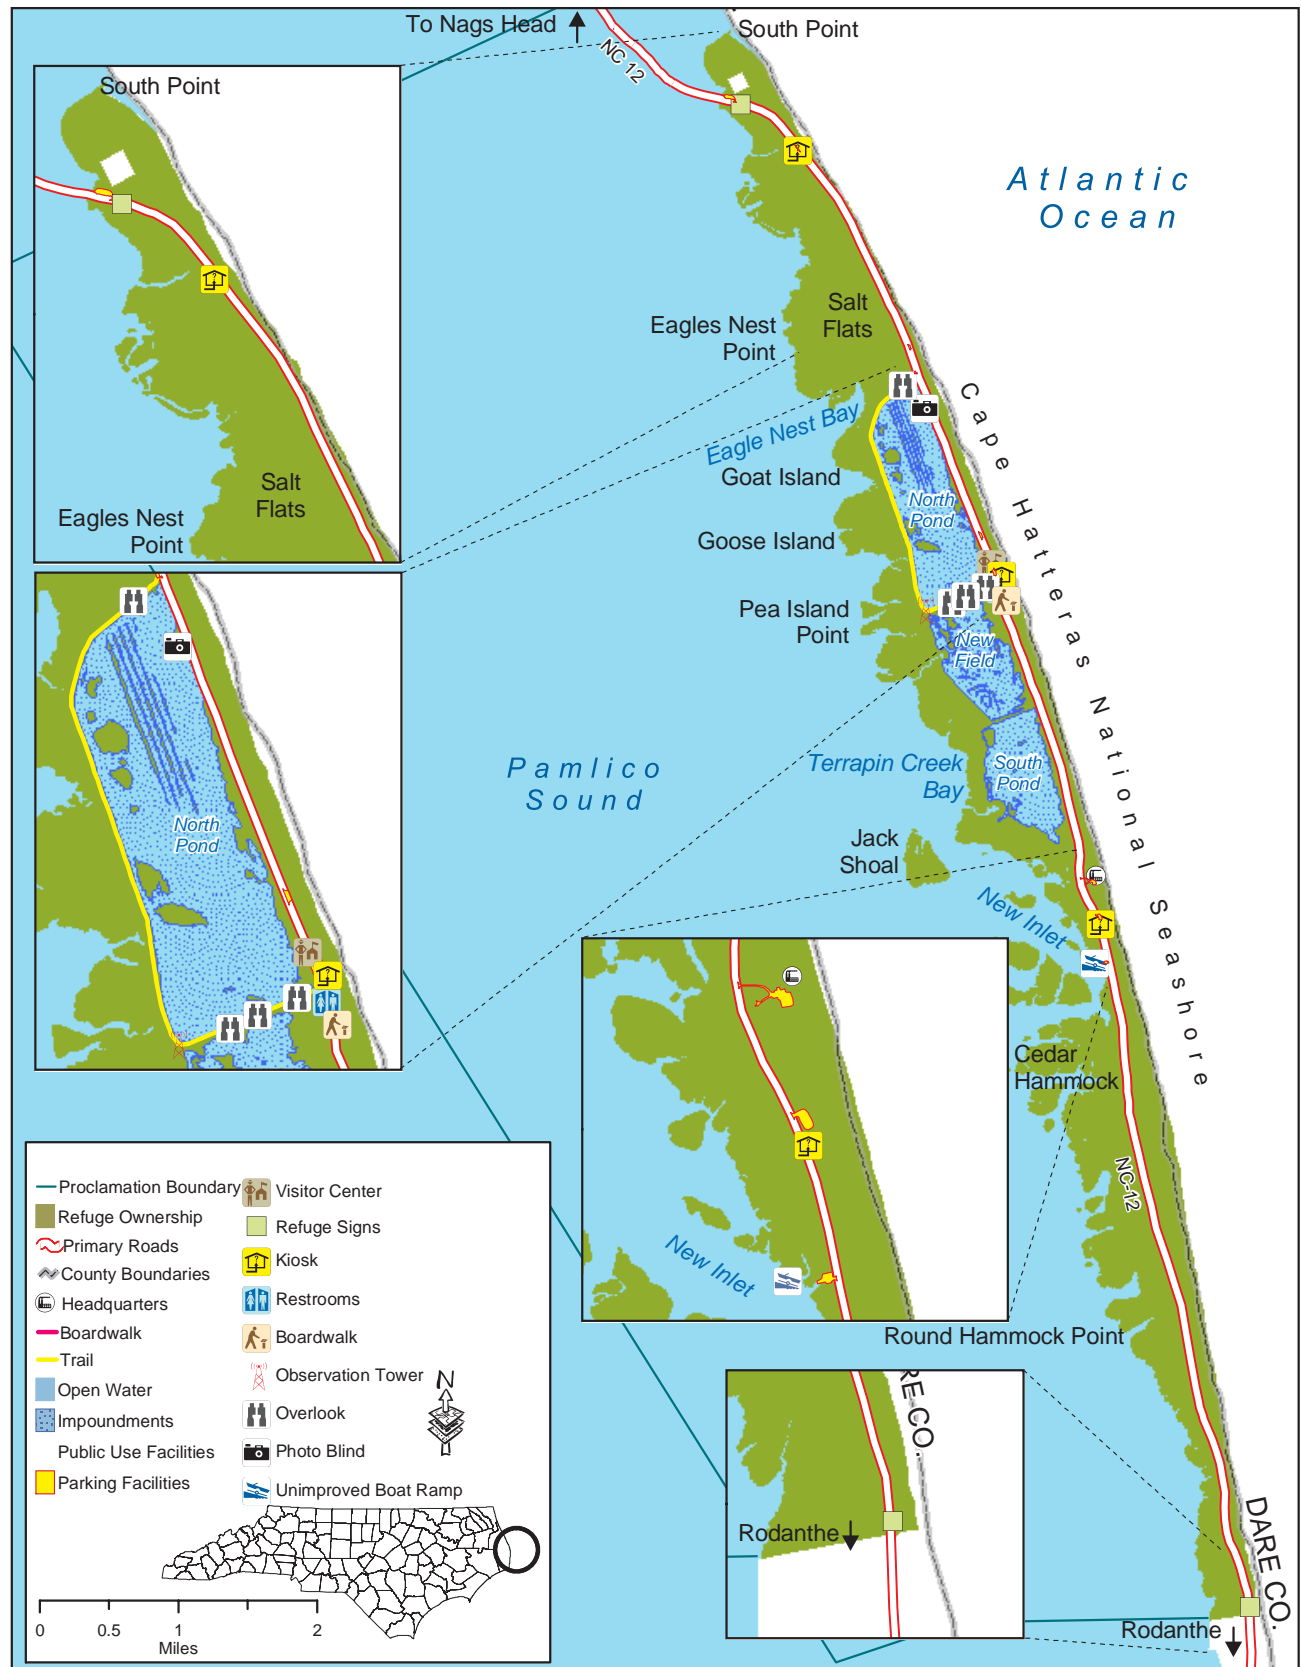 To Nags Head
South Point
NC 12
South Point
Atlantic
Ocean
Salt
Flats
Eagles Nest
Point
Salt
Flats
Eagles Nest
Point
Eagle Nest Bay
Goat Island
North
Pond
Goose Island
Pea Island
Point
New
Field
Cape Hatteras National Seashore
North
Pond
Pamlico
Sound
Terrapin Creek
Bay
South
Pond
Jack
Shoal
New Inlet
Cedar
Hammock
NC-12
New Inlet
Round Hammock Point
RE CO.
Rodanthe
DARE CO.
Rodanthe
Proclamation Boundary
Refuge Ownership
Primary Roads
County Boundaries
Headquarters
Boardwalk
Trail
Open Water
Impoundments
Public Use Facilities
Parking Facilities
Visitor Center
Refuge Signs
Kiosk
Restrooms
Boardwalk
Observation Tower
Overlook
Photo Blind
Unimproved Boat Ramp
N
0 0.5 1 2
Miles